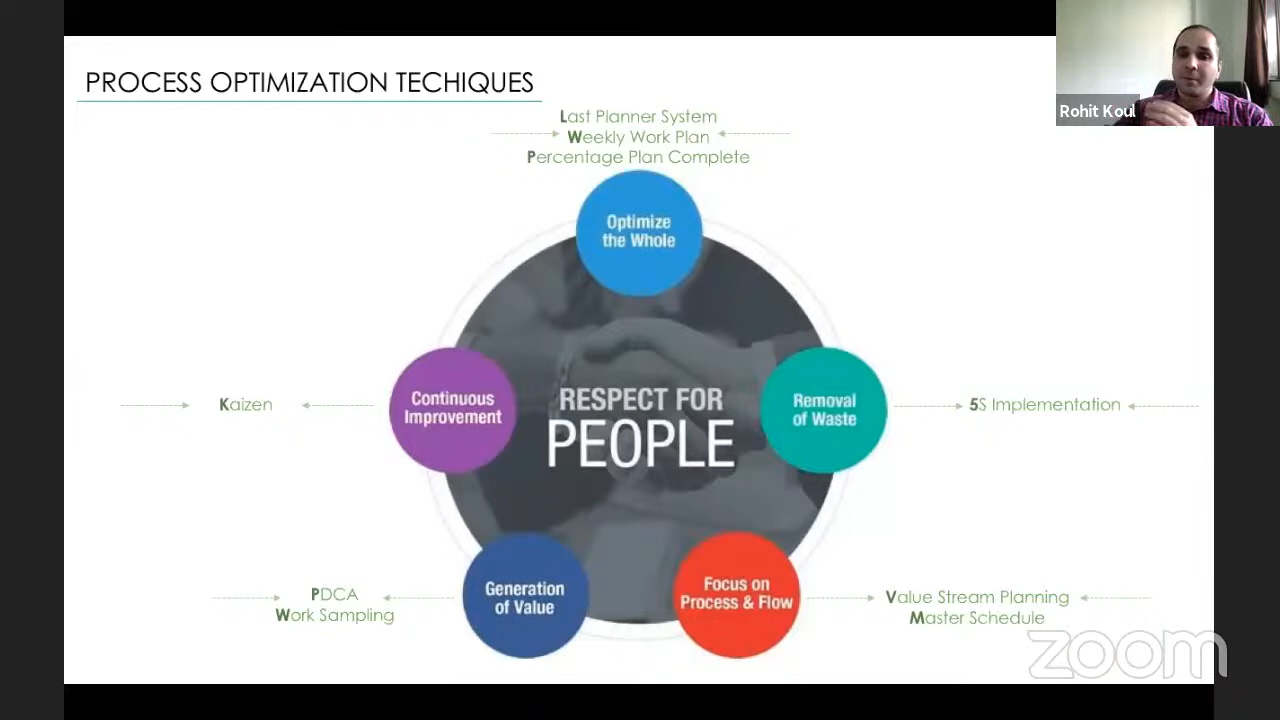 PROCESS OPTIMIZATION TECHIQUES
Rohit Koul
Last Planner System
Weekly Work Plan
Percentage Plan Complete
Optimize
the Whole
Continuous
Improvement
Kaizen
RESPECT FOR
PEOPLE
Removal
of Waste
5S Implementation
Generation
of Value
PDCA
Work Sampling
Focus on
Process & Flow
Value Stream Planning
Master Schedule
zoom